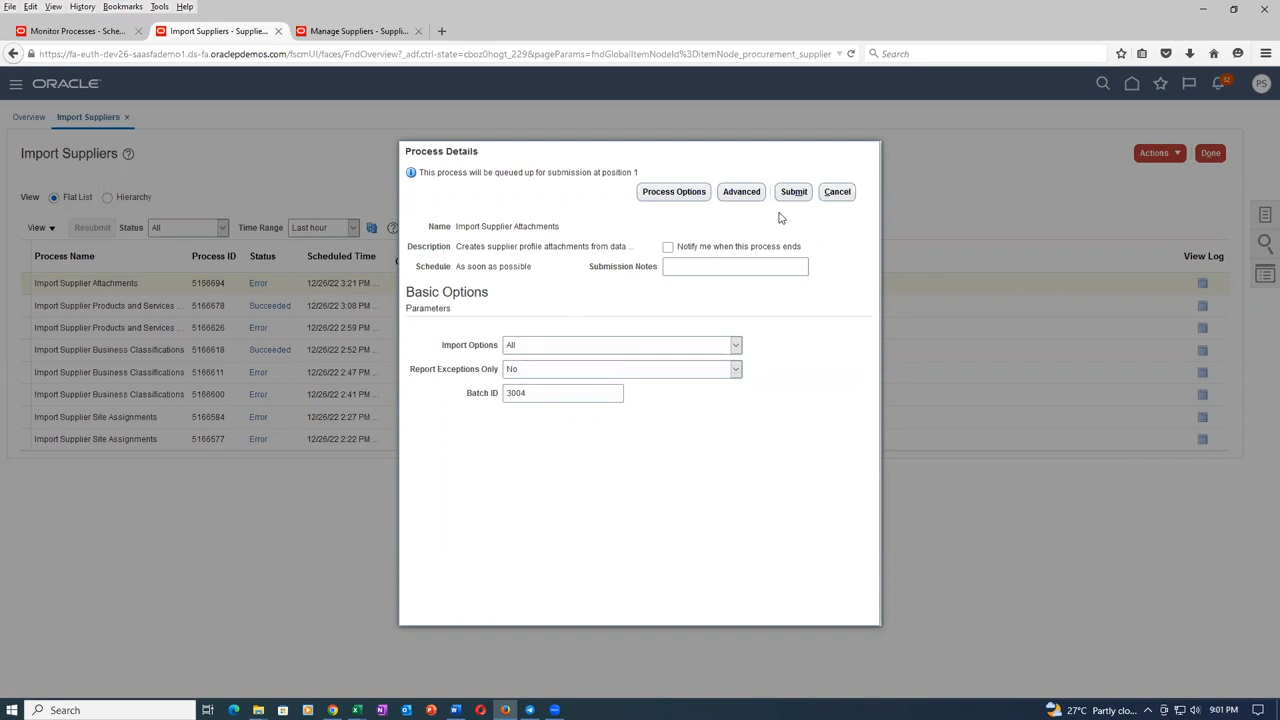 File Edit View History Bookmarks Tools Help
Monitor Processes - Sche... × Import Suppliers - Supplie... × Manage Suppliers - Suppli... × +
https://fa-euth-dev26-saasfademo1.ds-fa.oraclepdemos.com/fscmUI/faces/FndOverview?_adf.ctrl-state=cboz0hogt_229&pageParams=fndGlobalItemNodeId%3DitemNode_procurement_supplier Search
ORACLE 32 PS
Overview Import Suppliers ×
Import Suppliers ? Actions Done
View Flat List Hierarchy
View Resubmit Status All Time Range Last hour ?
Process Name Process ID Status Scheduled Time View Log
Import Supplier Attachments 5166694 Error 12/26/22 3:21 PM ...
Import Supplier Products and Services ... 5166678 Succeeded 12/26/22 3:08 PM ...
Import Supplier Products and Services ... 5166626 Error 12/26/22 2:59 PM ...
Import Supplier Business Classifications 5166618 Succeeded 12/26/22 2:52 PM ...
Import Supplier Business Classifications 5166611 Error 12/26/22 2:47 PM ...
Import Supplier Business Classifications 5166600 Error 12/26/22 2:41 PM ...
Import Supplier Site Assignments 5166584 Error 12/26/22 2:27 PM ...
Import Supplier Site Assignments 5166577 Error 12/26/22 2:22 PM ...
Process Details
This process will be queued up for submission at position 1
Process Options Advanced Submit Cancel
Name Import Supplier Attachments
Description Creates supplier profile attachments from data ... Notify me when this process ends
Schedule As soon as possible Submission Notes
Basic Options
Parameters
Import Options All
Report Exceptions Only No
Batch ID 3004
Search 27°C Partly clo... 9:01 PM